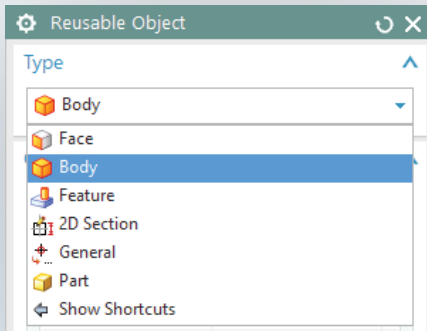 Reusable Object
Type
Body
Face
Body
Feature
2D Section
General
Part
Show Shortcuts